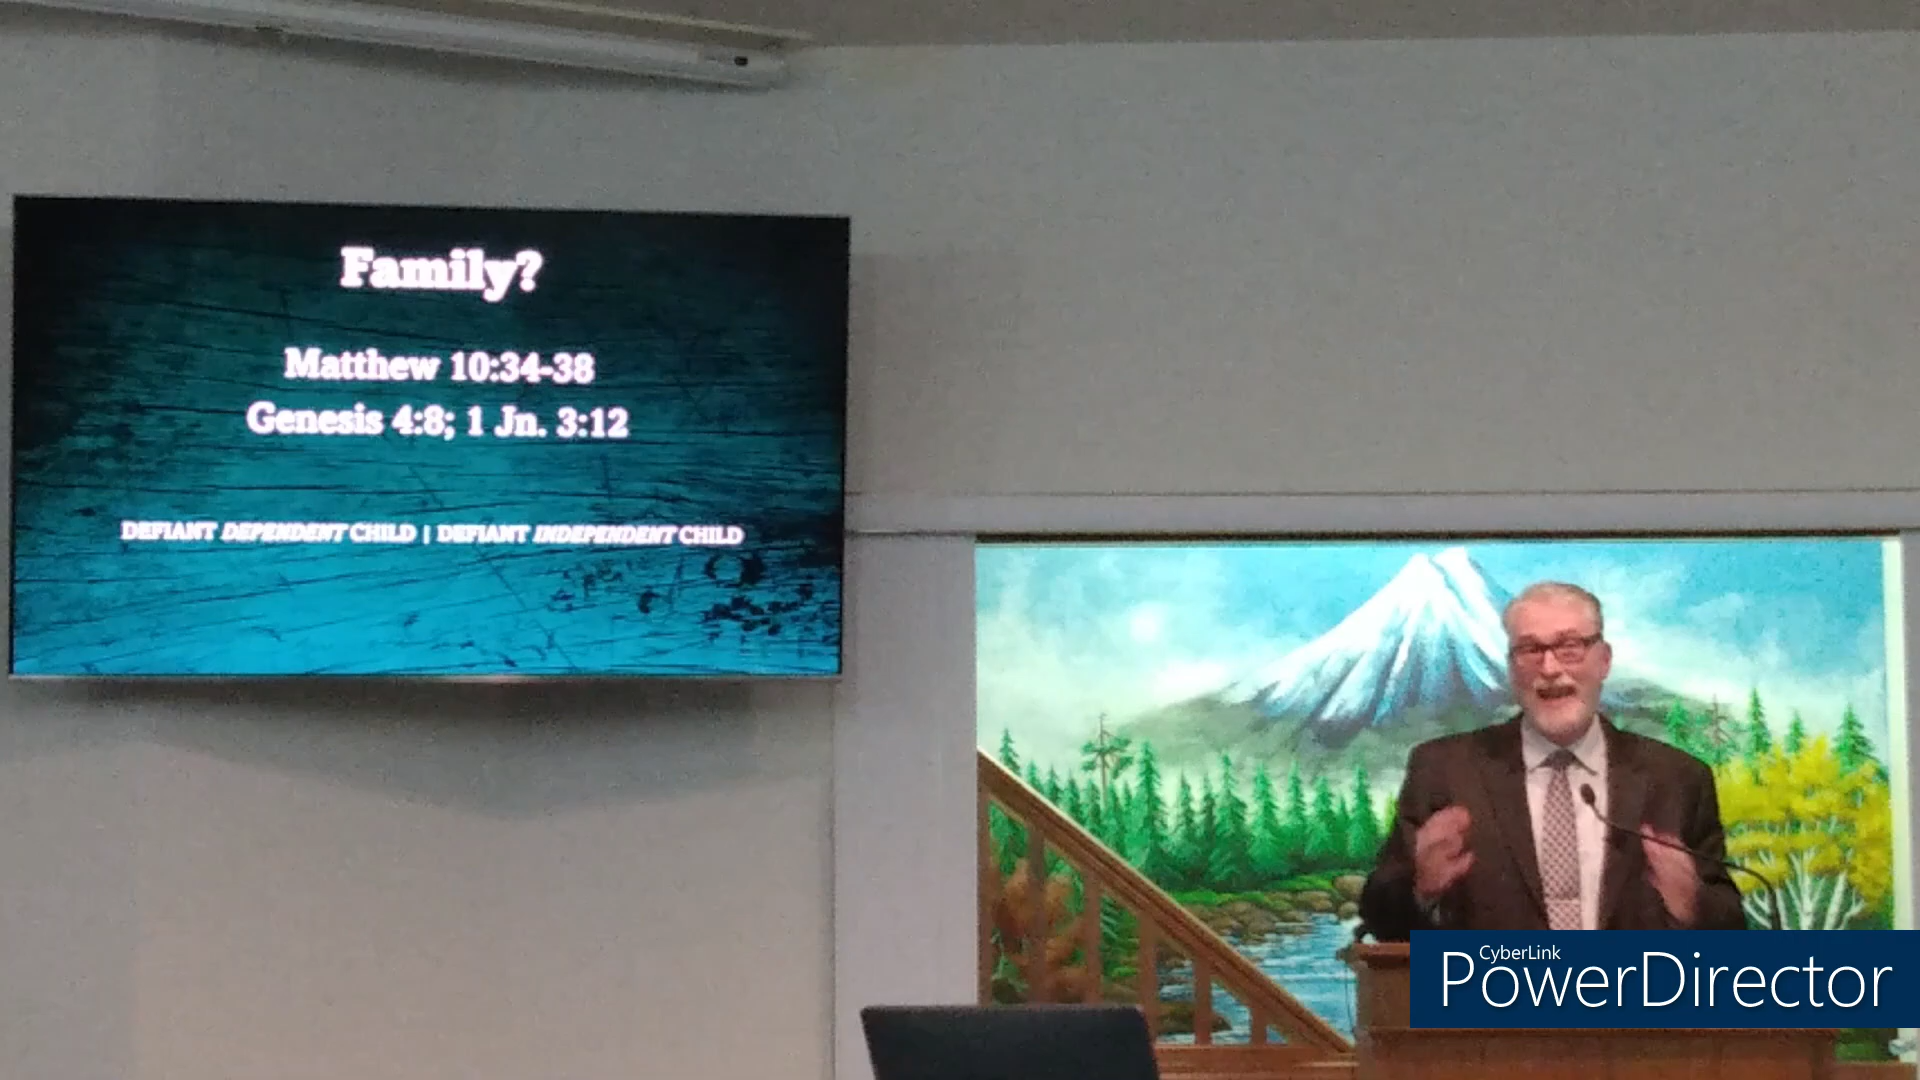 Family?
Matthew 10:34-38
Genesis 4:8; 1 Jn. 3:12
DEFIANT DEPENDENT CHILD | DEFIANT INDEPENDENT CHILD
CyberLink
PowerDirector